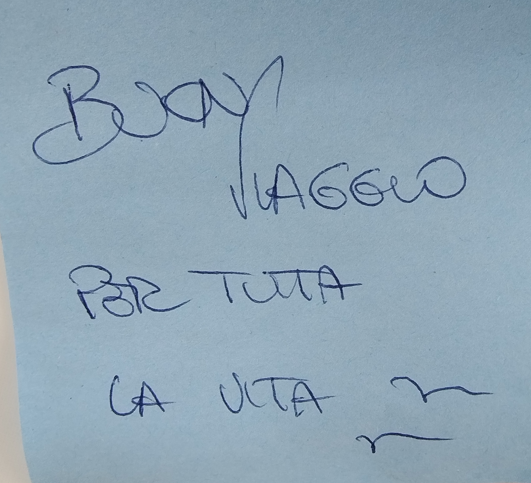 BUON
VIAGGIO
PER TUTTA
LA VITA